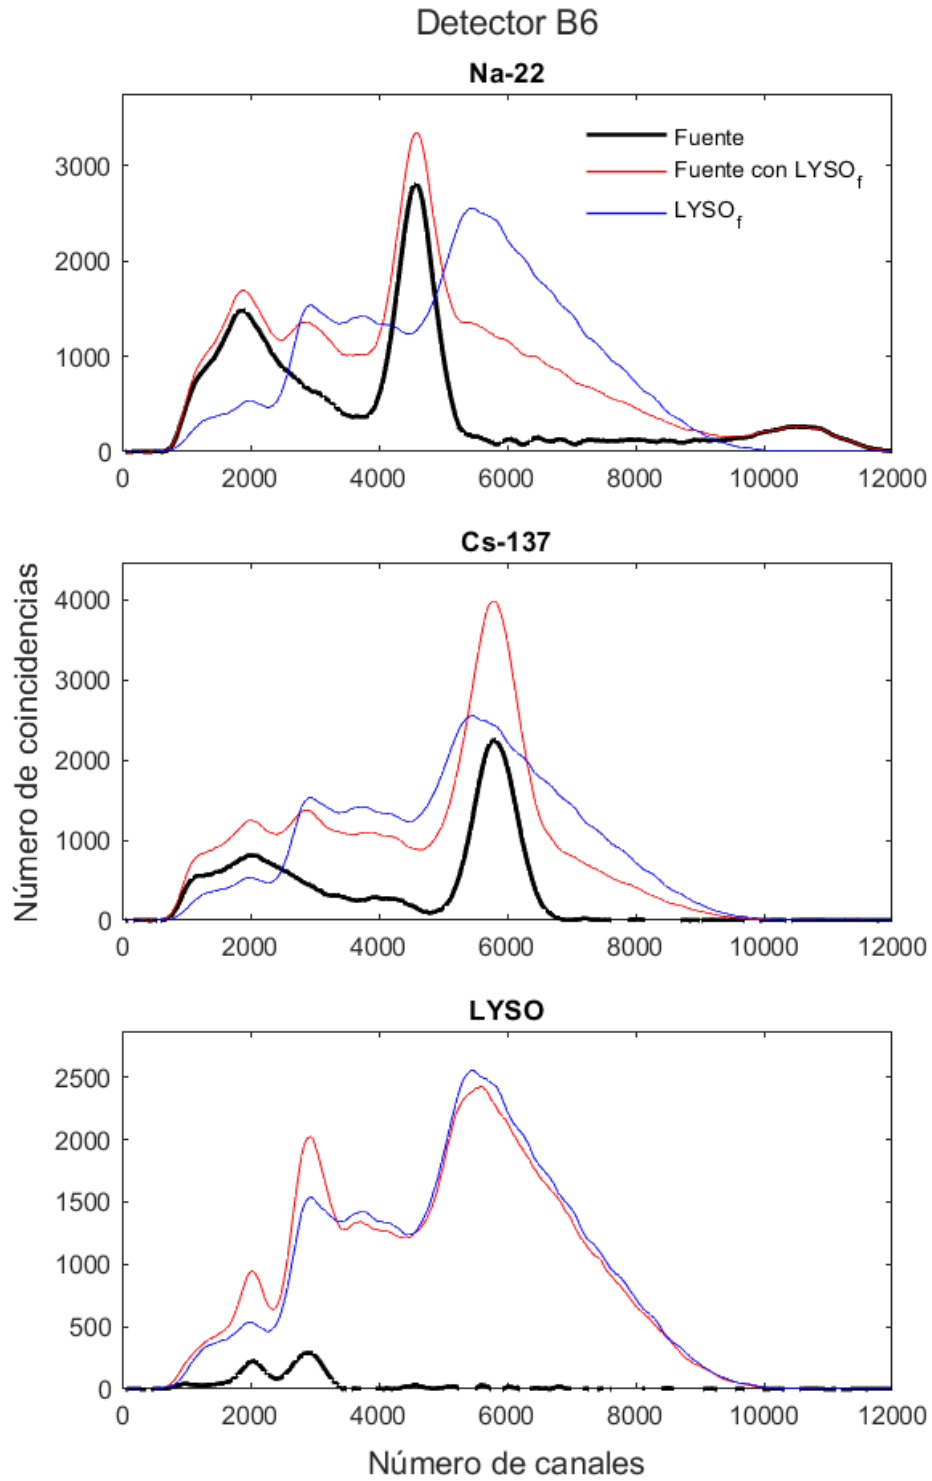 Detector B6
Na-22
Fuente
Fuente con LYSO_f
LYSO_f
3000
2000
1000
0
0 2000 4000 6000 8000 10000 12000
Cs-137
4000
3000
2000
1000
0
0 2000 4000 6000 8000 10000 12000
Número de coincidencias
LYSO
2500
2000
1500
1000
500
0
0 2000 4000 6000 8000 10000 12000
Número de canales